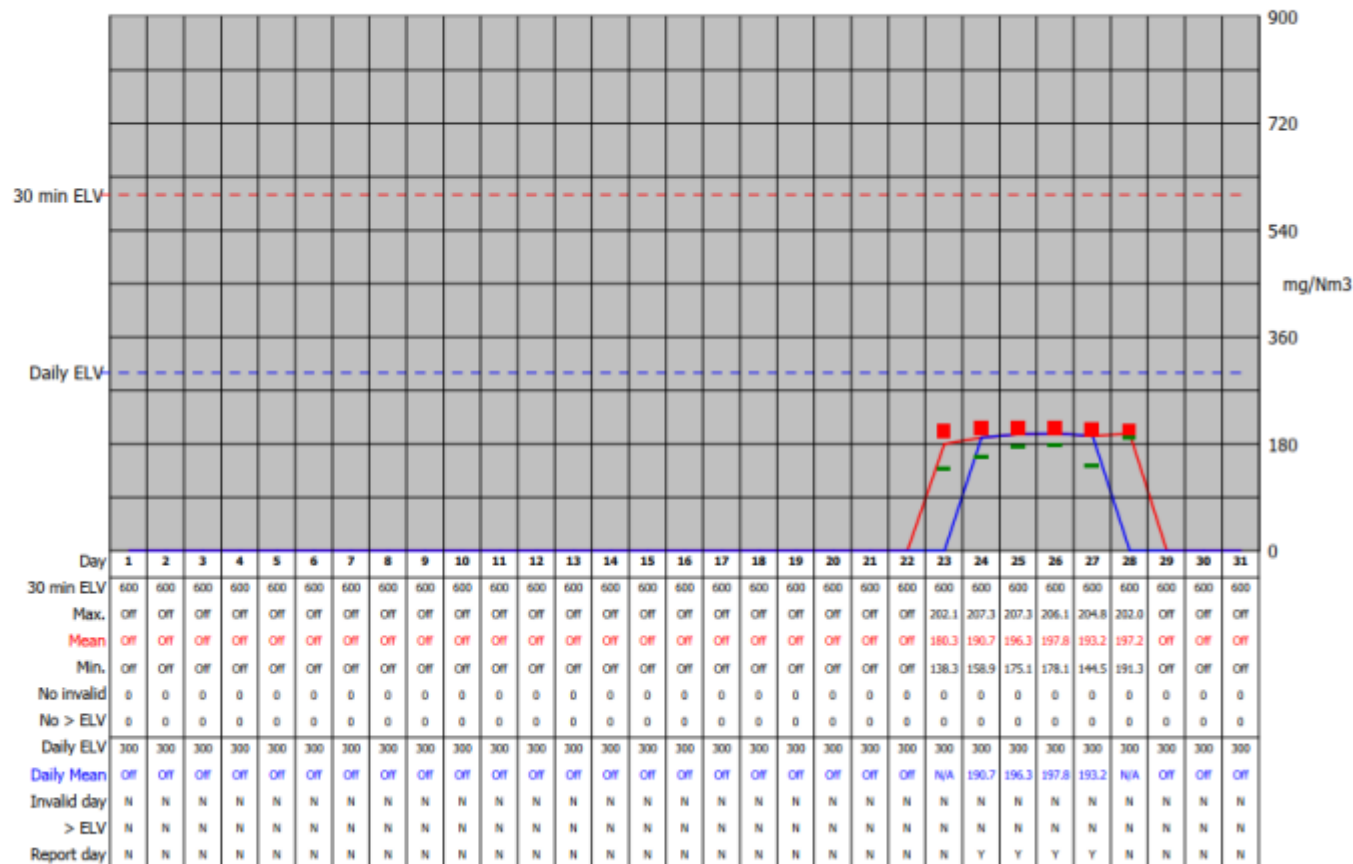 900
720
30 min ELV
540
mg/Nm3
360
Daily ELV
180
0
Day 1 2 3 4 5 6 7 8 9 10 11 12 13 14 15 16 17 18 19 20 21 22 23 24 25 26 27 28 29 30 31
30 min ELV 600 600 600 600 600 600 600 600 600 600 600 600 600 600 600 600 600 600 600 600 600 600 600 600 600 600 600 600 600 600 600
Max. Off Off Off Off Off Off Off Off Off Off Off Off Off Off Off Off Off Off Off Off Off Off 202.1 207.3 207.3 206.1 204.8 202.0 Off Off Off
Mean Off Off Off Off Off Off Off Off Off Off Off Off Off Off Off Off Off Off Off Off Off Off 180.3 190.7 196.3 197.8 193.2 197.2 Off Off Off
Min. Off Off Off Off Off Off Off Off Off Off Off Off Off Off Off Off Off Off Off Off Off Off 138.3 158.9 175.1 178.1 144.5 191.3 Off Off Off
No invalid 0 0 0 0 0 0 0 0 0 0 0 0 0 0 0 0 0 0 0 0 0 0 0 0 0 0 0 0 0 0 0
No > ELV 0 0 0 0 0 0 0 0 0 0 0 0 0 0 0 0 0 0 0 0 0 0 0 0 0 0 0 0 0 0 0
Daily ELV 300 300 300 300 300 300 300 300 300 300 300 300 300 300 300 300 300 300 300 300 300 300 300 300 300 300 300 300 300 300 300
Daily Mean Off Off Off Off Off Off Off Off Off Off Off Off Off Off Off Off Off Off Off Off Off Off N/A 190.7 196.3 197.8 193.2 N/A Off Off Off
Invalid day N N N N N N N N N N N N N N N N N N N N N N N N N N N N N N N
> ELV N N N N N N N N N N N N N N N N N N N N N N N N N N N N N N N
Report day N N N N N N N N N N N N N N N N N N N N N N N Y Y Y Y N N N N